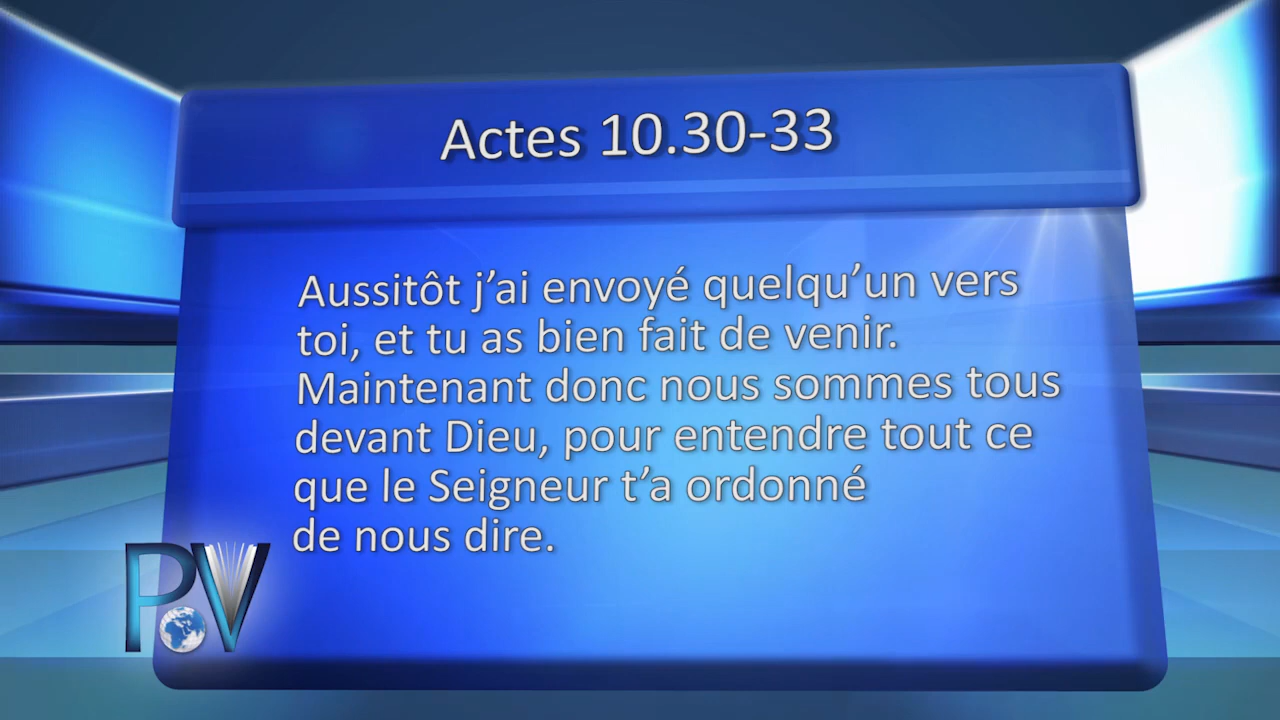 Actes 10.30-33
Aussitôt j’ai envoyé quelqu’un vers
toi, et tu as bien fait de venir.
Maintenant donc nous sommes tous
devant Dieu, pour entendre tout ce
que le Seigneur t’a ordonné
de nous dire.
PV